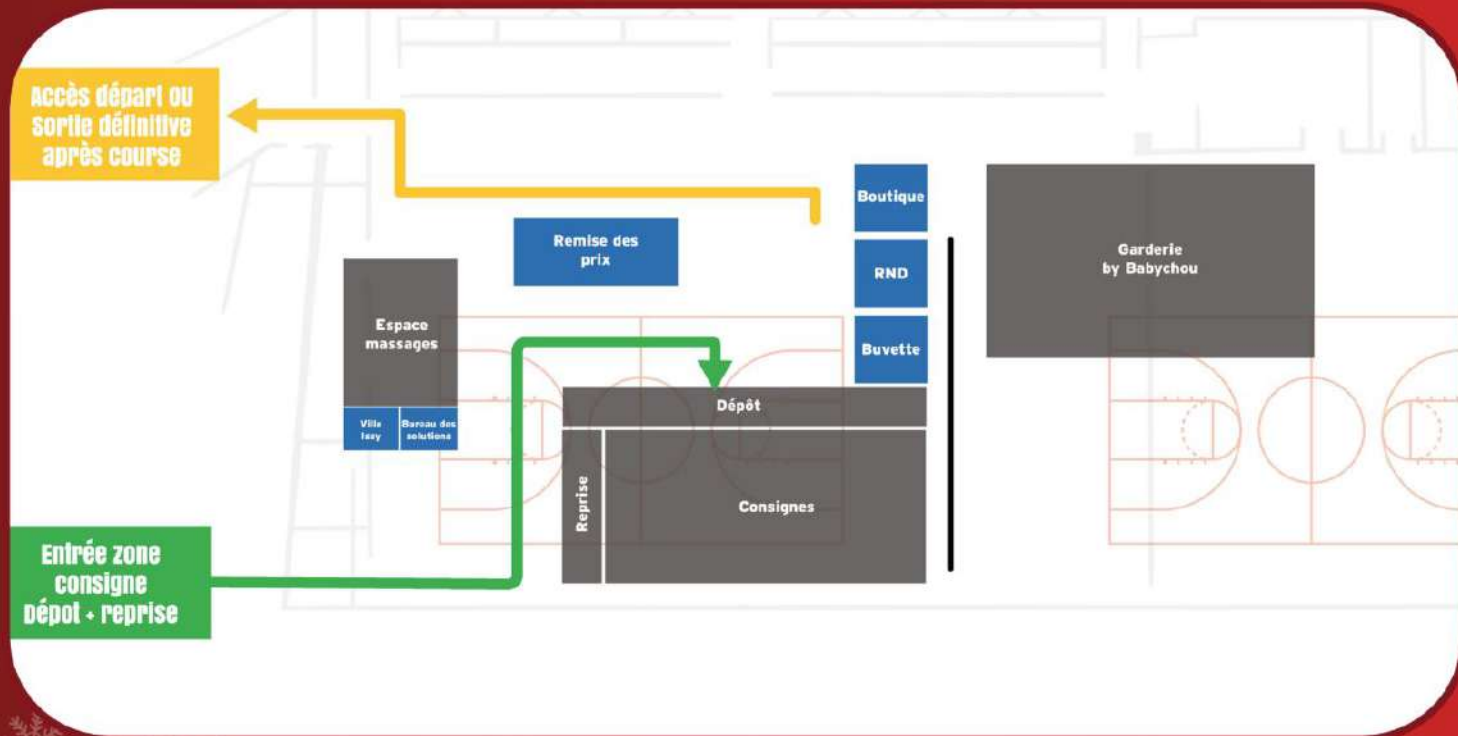 Accès départ OU
Sortie définitive
après course
Boutique
Remise des
prix
RND
Garderie
by Babychou
Espace
massages
Buvette
Ville
Issy
Bureau des
solutions
Dépôt
Reprise
Consignes
Entrée zone
consigne
Dépot + reprise